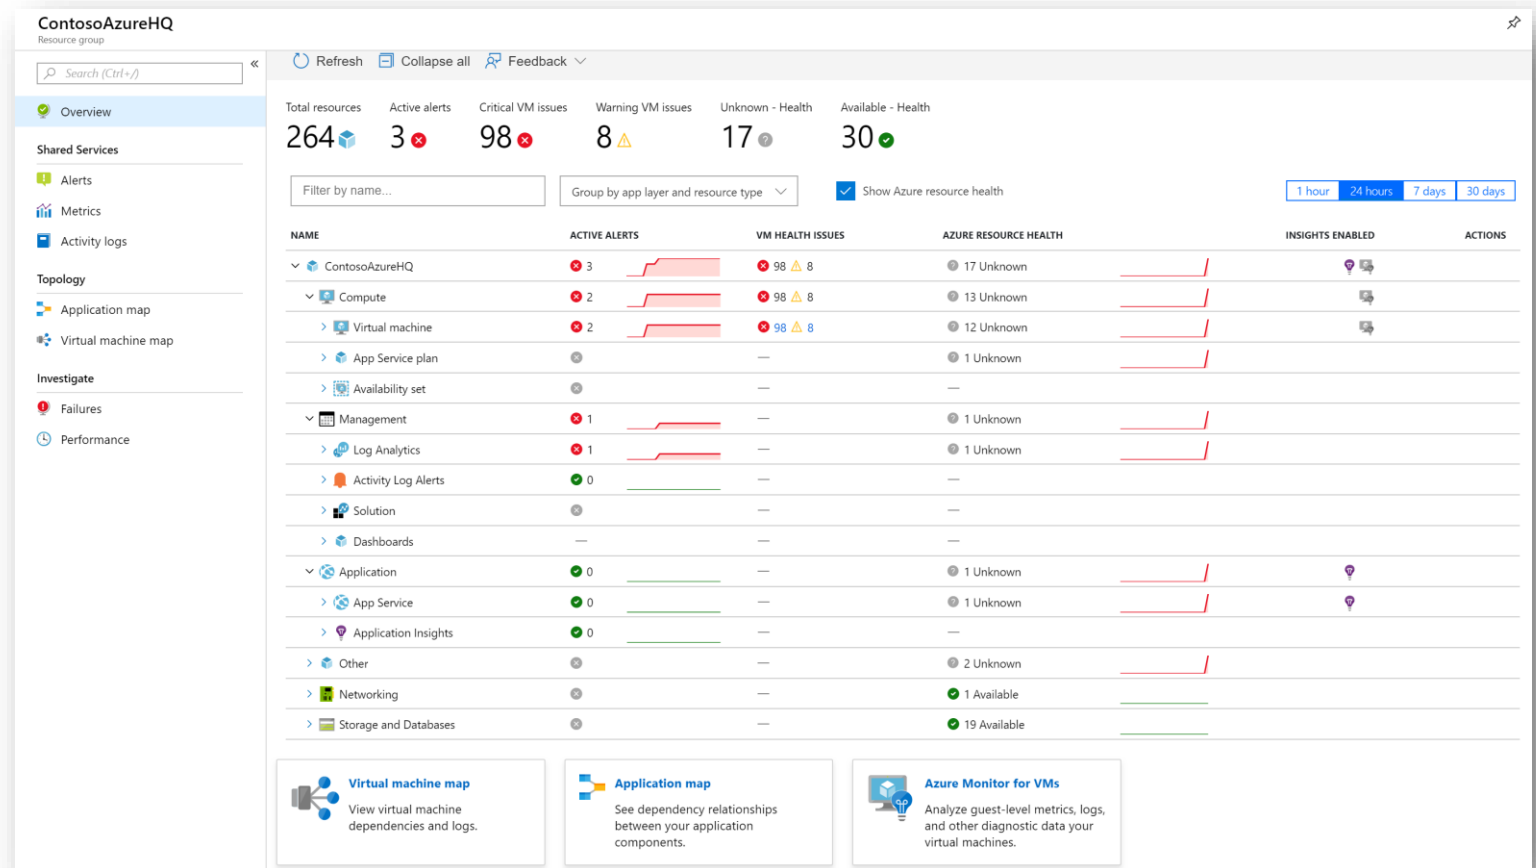 ContosoAzureHQ
Resource group
Search (Ctrl+/)
«
Overview
Shared Services
Alerts
Metrics
Activity logs
Topology
Application map
Virtual machine map
Investigate
Failures
Performance
Refresh Collapse all Feedback
Total resources Active alerts Critical VM issues Warning VM issues Unknown - Health Available - Health
264 3 98 8 17 30
Filter by name... Group by app layer and resource type Show Azure resource health 1 hour 24 hours 7 days 30 days
NAME ACTIVE ALERTS VM HEALTH ISSUES AZURE RESOURCE HEALTH INSIGHTS ENABLED ACTIONS
ContosoAzureHQ 3 98 8 17 Unknown
Compute 2 98 8 13 Unknown
Virtual machine 2 98 8 12 Unknown
App Service plan — 1 Unknown
Availability set — —
Management 1 — 1 Unknown
Log Analytics 1 — 1 Unknown
Activity Log Alerts 0 — —
Solution — —
Dashboards — — —
Application 0 — 1 Unknown
App Service 0 — 1 Unknown
Application Insights 0 — —
Other — 2 Unknown
Networking — 1 Available
Storage and Databases — 19 Available
Virtual machine map
View virtual machine
dependencies and logs.
Application map
See dependency relationships
between your application
components.
Azure Monitor for VMs
Analyze guest-level metrics, logs,
and other diagnostic data your
virtual machines.